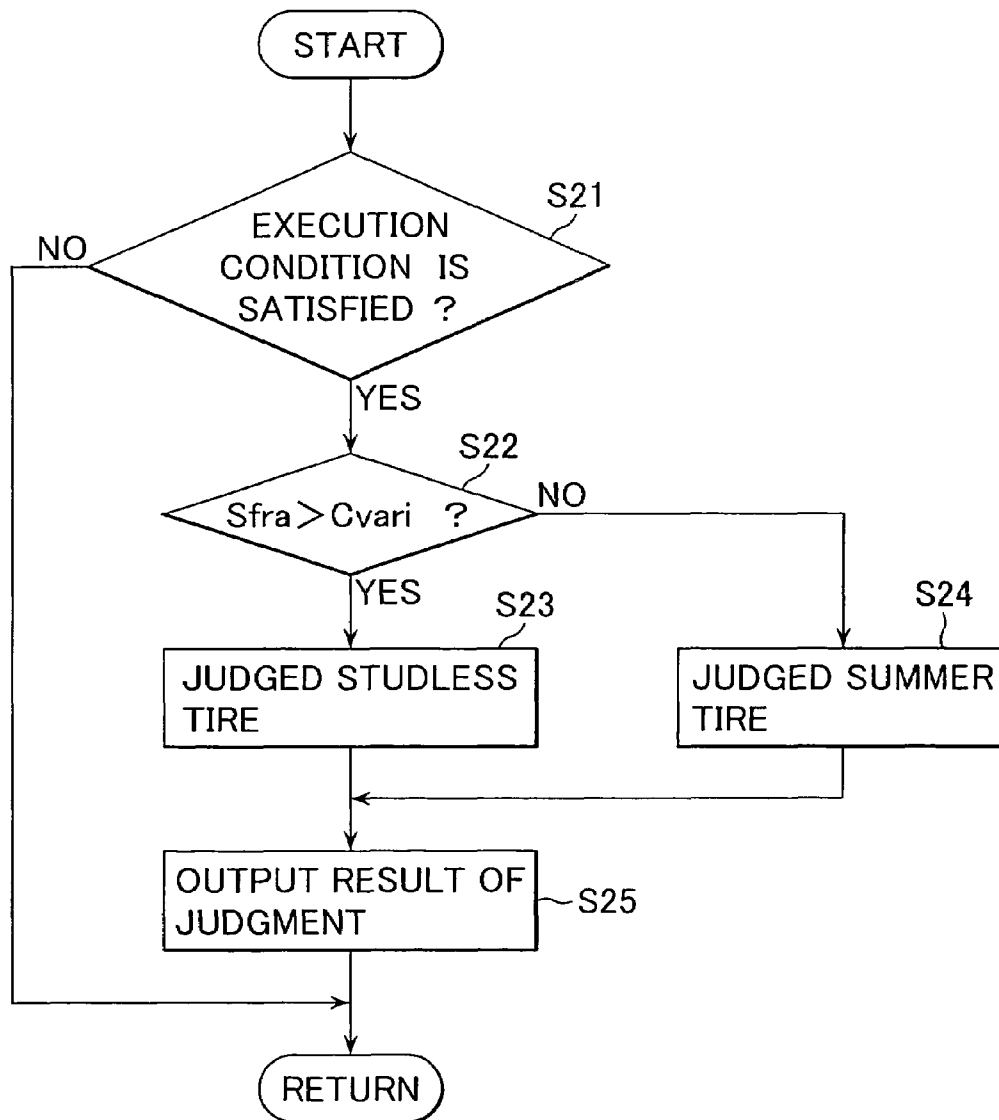 START
S21
EXECUTION
CONDITION IS
SATISFIED ?
NO
YES
S22
Sfra>Cvari ?
NO
YES
S23
JUDGED STUDLESS
TIRE
S24
JUDGED SUMMER
TIRE
OUTPUT RESULT OF
JUDGMENT
S25
RETURN